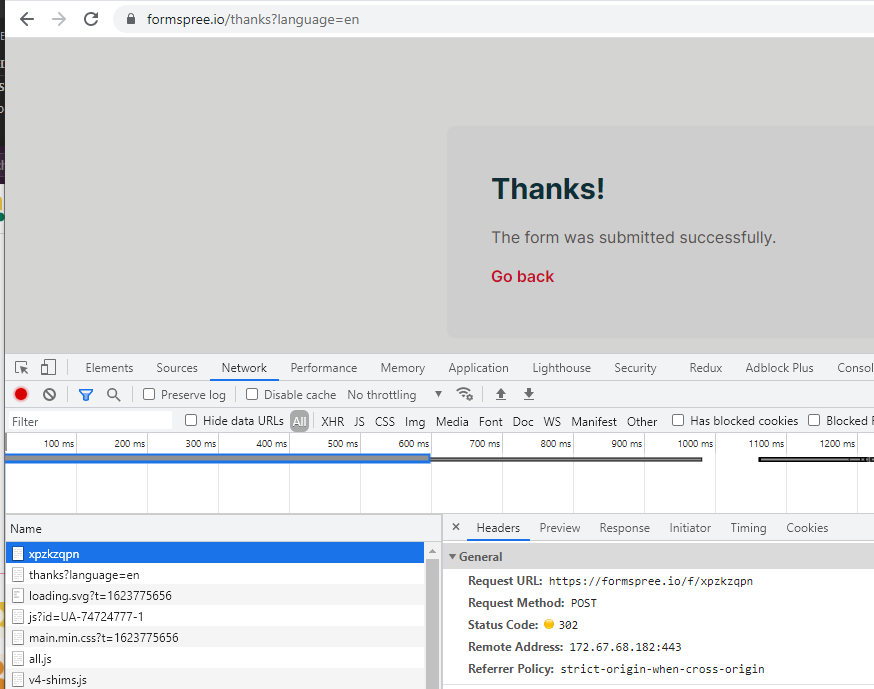 formspree.io/thanks?language=en
Thanks!
The form was submitted successfully.
Go back
Elements Sources Network Performance Memory Application Lighthouse Security Redux Adblock Plus Consol
Preserve log Disable cache No throttling
Filter Hide data URLs All XHR JS CSS Img Media Font Doc WS Manifest Other Has blocked cookies Blocked
100 ms 200 ms 300 ms 400 ms 500 ms 600 ms 700 ms 800 ms 900 ms 1000 ms 1100 ms 1200 ms
Name
xpzkzqpn
thanks?language=en
loading.svg?t=1623775656
js?id=UA-74724777-1
main.min.css?t=1623775656
all.js
v4-shims.js
Headers Preview Response Initiator Timing Cookies
General
Request URL: https://formspree.io/f/xpzkzqpn
Request Method: POST
Status Code: 302
Remote Address: 172.67.68.182:443
Referrer Policy: strict-origin-when-cross-origin